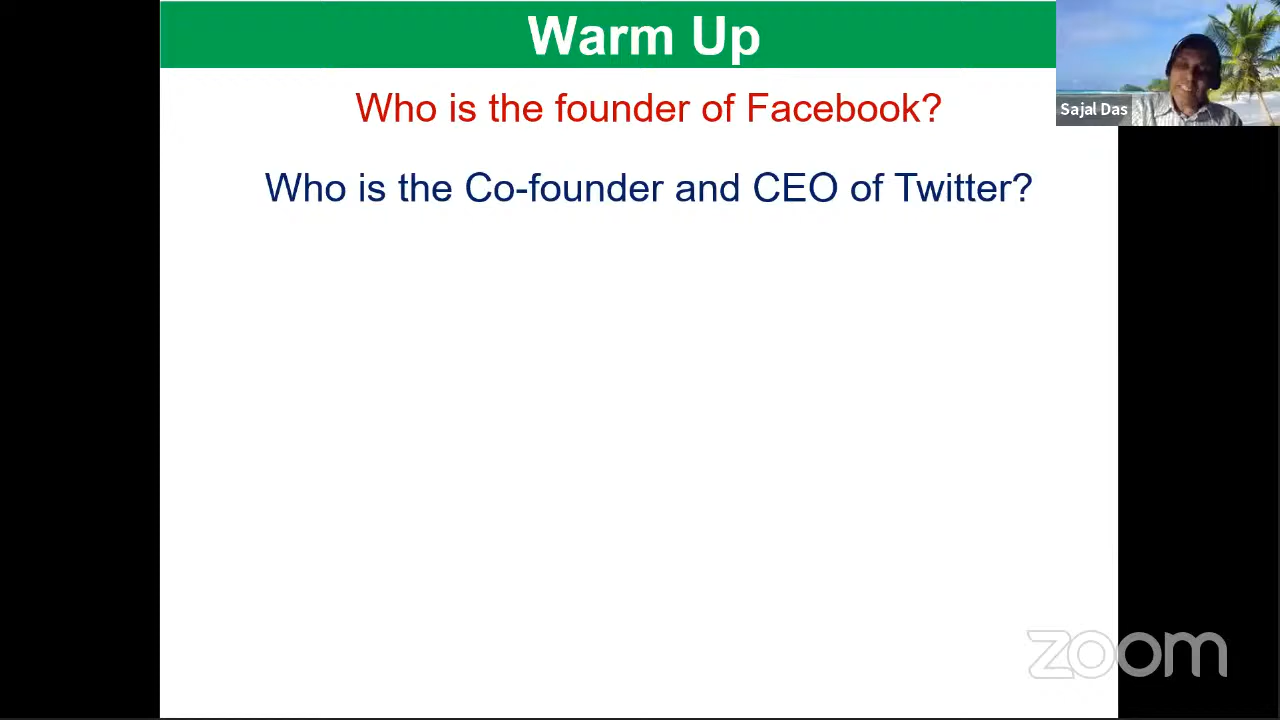 Warm Up
Who is the founder of Facebook?
Sajal Das
Who is the Co-founder and CEO of Twitter?
zoom